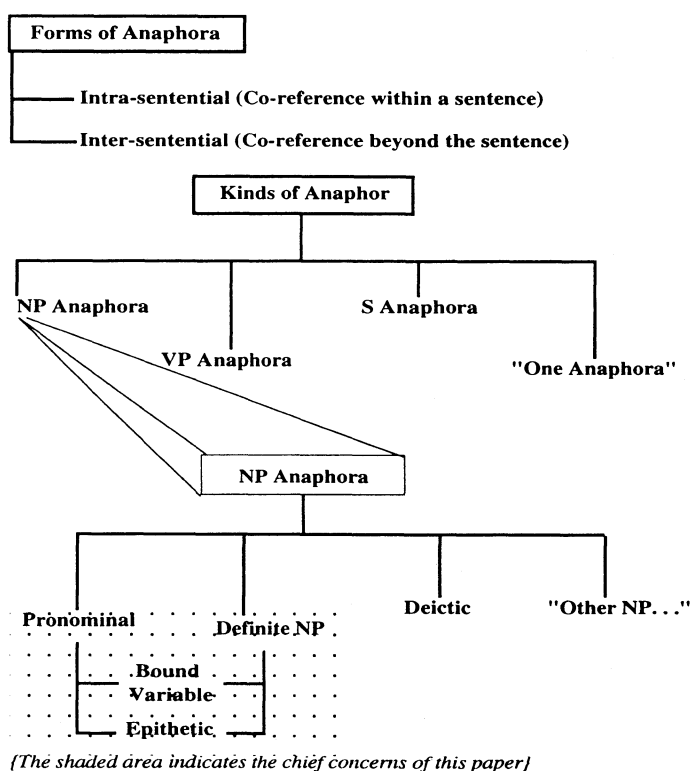 Forms of Anaphora
Intra-sentential (Co-reference within a sentence)
Inter-sentential (Co-reference beyond the sentence)
Kinds of Anaphor
NP Anaphora
S Anaphora
VP Anaphora
"One Anaphora"
NP Anaphora
Pronominal
Definite NP
Deictic
"Other NP..."
Bound
Variable
Epithetic
{The shaded area indicates the chief concerns of this paper}